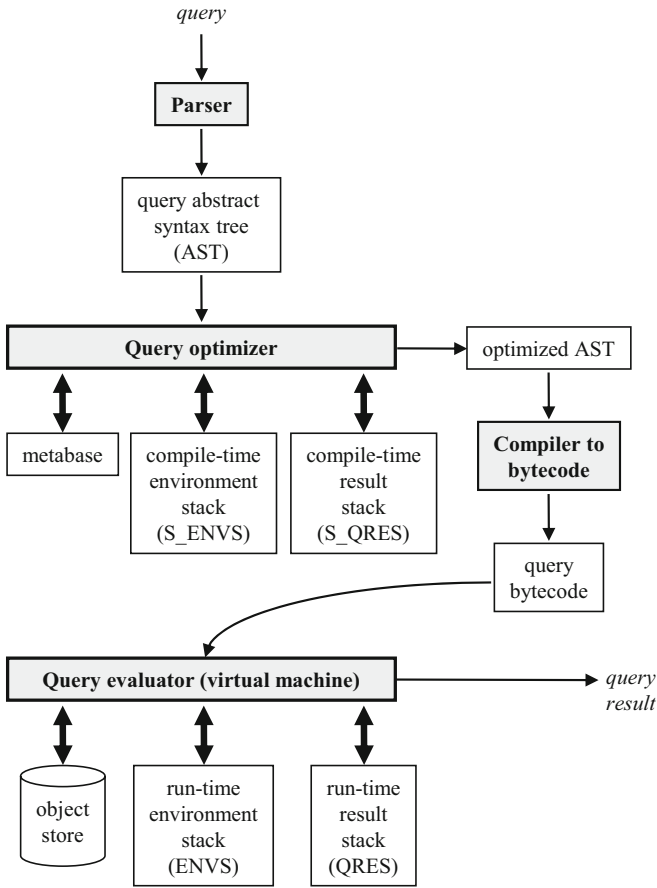 query
Parser
query abstract
syntax tree
(AST)
Query optimizer
optimized AST
metabase
compile-time
environment
stack
(S_ENVS)
compile-time
result
stack
(S_QRES)
Compiler to
bytecode
query
bytecode
Query evaluator (virtual machine)
query
result
object
store
run-time
environment
stack
(ENVS)
run-time
result
stack
(QRES)